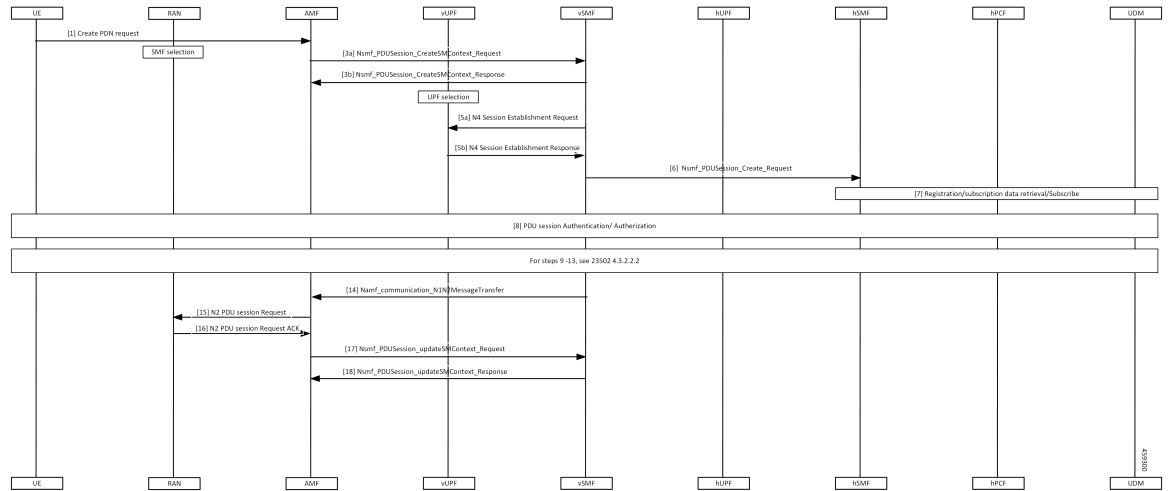 UE
RAN
AMF
vUPF
vSMF
hUPF
hSMF
hPCF
UDM
[1] Create PDN request
SMF selection
[3a] Nsmf_PDUSession_CreateSMContext_Request
[3b] Nsmf_PDUSession_CreateSMContext_Response
UPF selection
[5a] N4 Session Establishment Request
[5b] N4 Session Establishment Response
[6] Nsmf_PDUSession_Create_Request
[7] Registration/subscription data retrieval/Subscribe
[8] PDU session Authentication/ Autherization
For steps 9 -13, see 23502 4.3.2.2.2
[14] Namf_communication_N1N2MessageTransfer
[15] N2 PDU session Request
[16] N2 PDU session Request ACK
[17] Nsmf_PDUSession_updateSMContext_Request
[18] Nsmf_PDUSession_updateSMContext_Response
459300
UE
RAN
AMF
vUPF
vSMF
hUPF
hSMF
hPCF
UDM